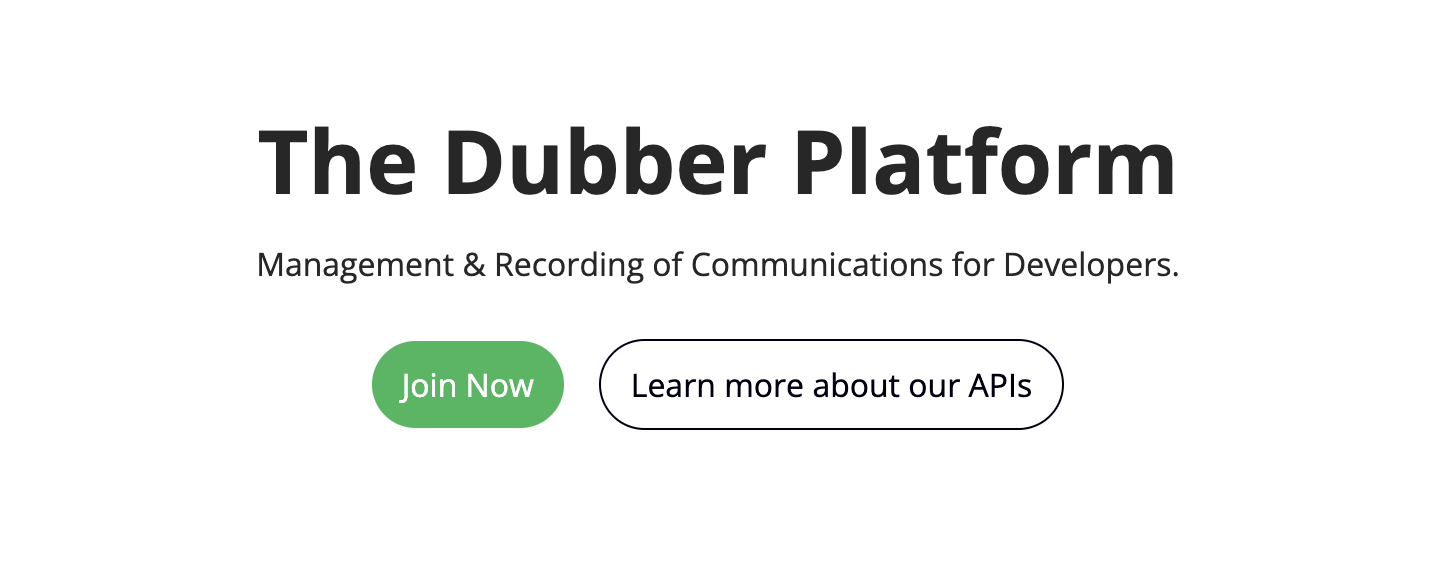 The Dubber Platform
Management & Recording of Communications for Developers.
Join Now
Learn more about our APIs